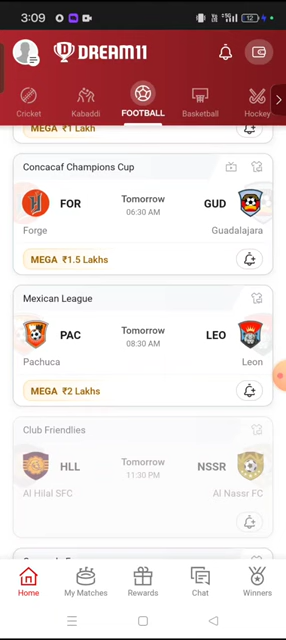 3:09
12
DREAM11
Cricket
Kabaddi
FOOTBALL
Basketball
Hockey
MEGA ₹1 Lakh
Concacaf Champions Cup
FOR
Tomorrow
06:30 AM
GUD
Forge
Guadalajara
MEGA ₹1.5 Lakhs
Mexican League
PAC
Tomorrow
08:30 AM
LEO
Pachuca
Leon
MEGA ₹2 Lakhs
Club Friendlies
HLL
Tomorrow
11:30 PM
NSSR
Al Hilal SFC
Al Nassr FC
Home
My Matches
Rewards
Chat
Winners